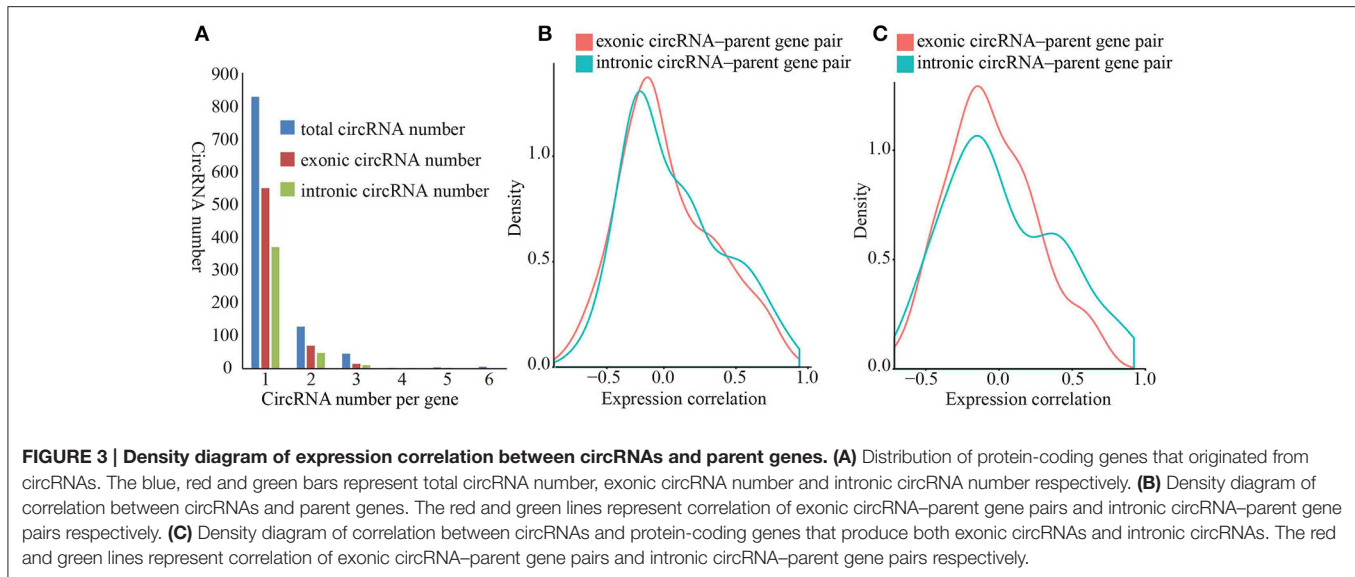 A
900
800
700
600
500
400
300
200
100
0
CircRNA number
total circRNA number
exonic circRNA number
intronic circRNA number
1 2 3 4 5 6
CircRNA number per gene
B
exonic circRNA–parent gene pair
intronic circRNA–parent gene pair
1.0
0.5
0.0
Density
−0.5 0.0 0.5 1.0
Expression correlation
C
exonic circRNA–parent gene pair
intronic circRNA–parent gene pair
1.0
0.5
0.0
Density
−0.5 0.0 0.5 1.0
Expression correlation
FIGURE 3 | Density diagram of expression correlation between circRNAs and parent genes. (A) Distribution of protein-coding genes that originated from
circRNAs. The blue, red and green bars represent total circRNA number, exonic circRNA number and intronic circRNA number respectively. (B) Density diagram of
correlation between circRNAs and parent genes. The red and green lines represent correlation of exonic circRNA–parent gene pairs and intronic circRNA–parent gene
pairs respectively. (C) Density diagram of correlation between circRNAs and protein-coding genes that produce both exonic circRNAs and intronic circRNAs. The red
and green lines represent correlation of exonic circRNA–parent gene pairs and intronic circRNA–parent gene pairs respectively.